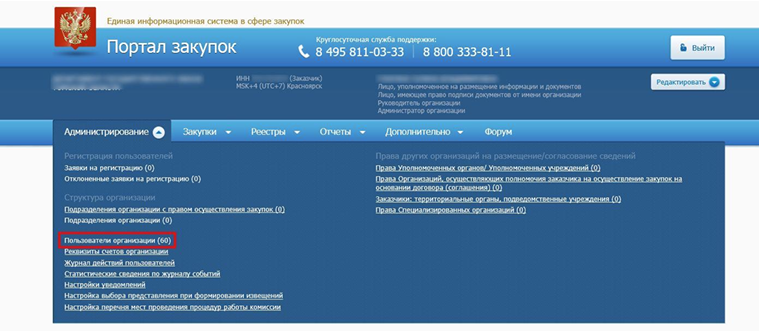 Единая информационная система в сфере закупок
Портал закупок
Круглосуточная служба поддержки:
8 495 811-03-33 8 800 333-81-11
Выйти
ИНН (Заказчик)
MSK+4 (UTC+7) Красноярск
Лицо, уполномоченное на размещение информации и документов
Лицо, имеющее право подписи документов от имени организации
Руководитель организации
Администратор организации
Редактировать
Администрирование Закупки Реестры Отчеты Дополнительно Форум
Регистрация пользователей
Заявки на регистрацию (0)
Отклоненные заявки на регистрацию (0)
Структура организации
Подразделения организации с правом осуществления закупок (0)
Подразделения организации (0)
Пользователи организации (60)
Реквизиты счетов организации
Журнал действий пользователей
Статистические сведения по журналу событий
Настройки уведомлений
Настройка выбора представления при формировании извещений
Настройка перечня мест проведения процедур работы комиссии
Права других организаций на размещение/согласование сведений
Права Уполномоченных органов/ Уполномоченных учреждений (0)
Права Организаций, осуществляющих полномочия заказчика на осуществление закупок на
основании договора (соглашения) (0)
Заказчики: территориальные органы, подведомственные учреждения (0)
Права Специализированных организаций (0)